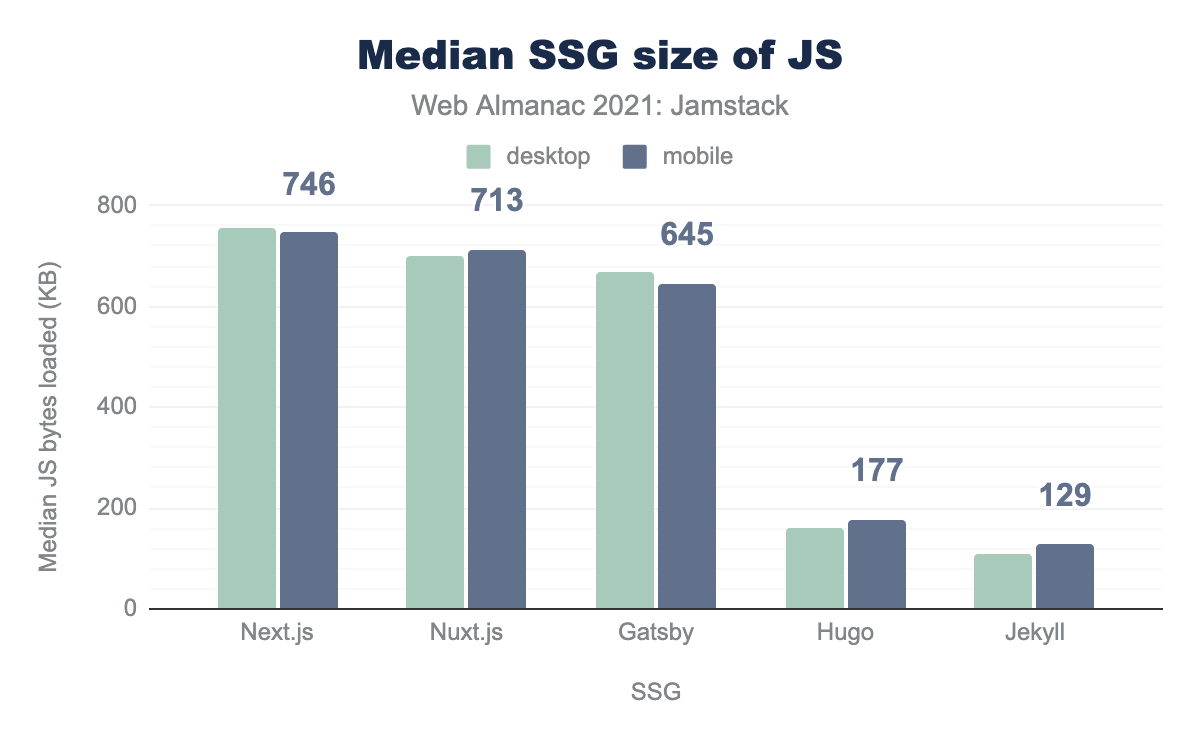 Median SSG size of JS
Web Almanac 2021: Jamstack
desktop
mobile
Median JS bytes loaded (KB)
800
600
400
200
0
746
713
645
177
129
Next.js
Nuxt.js
Gatsby
Hugo
Jekyll
SSG